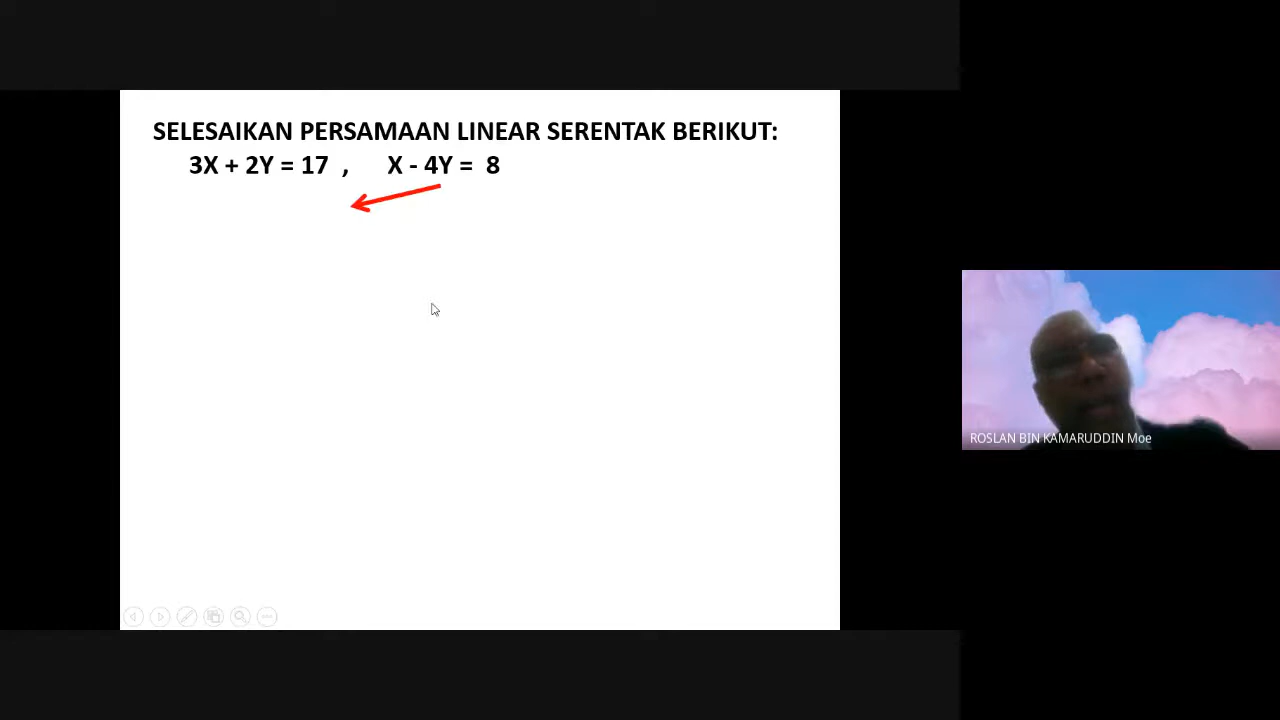 SELESAIKAN PERSAMAAN LINEAR SERENTAK BERIKUT:
3X + 2Y = 17 , X - 4Y = 8
ROSLAN BIN KAMARUDDIN Moe